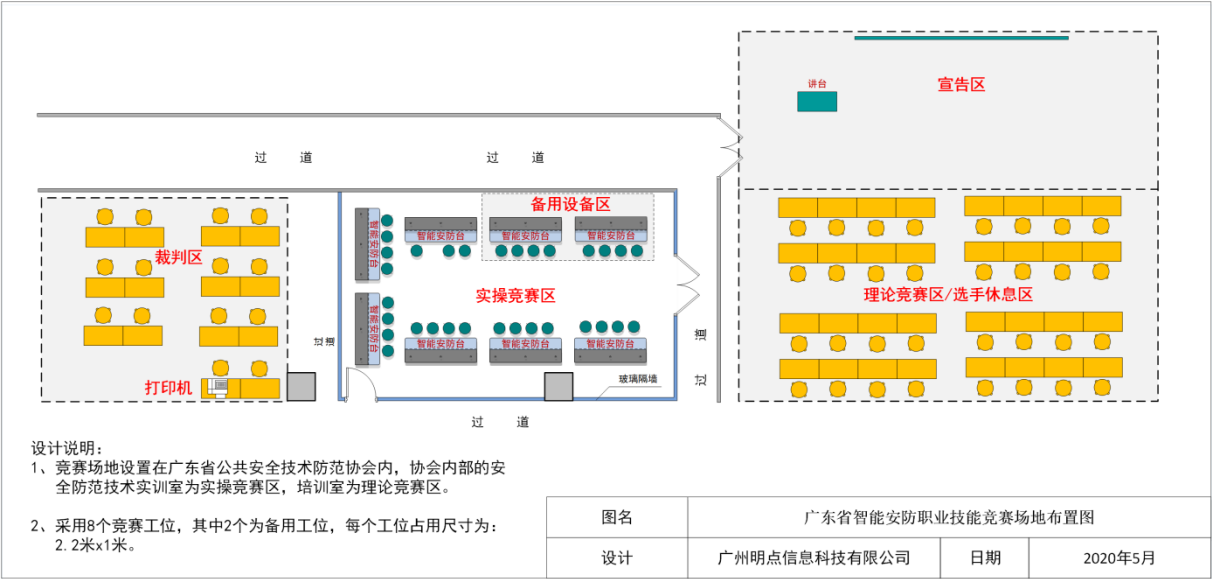 讲台
宣告区
过 道
过 道
备用设备区
智能安防台
智能安防台
智能安防台
智能安防台
裁判区
实操竞赛区
理论竞赛区/选手休息区
智能安防台
智能安防台
智能安防台
智能安防台
过道
过道
打印机
玻璃隔墙
过 道
设计说明：
1、竞赛场地设置在广东省公共安全技术防范协会内，协会内部的安
全防范技术实训室为实操竞赛区，培训室为理论竞赛区。
2、采用8个竞赛工位，其中2个为备用工位，每个工位占用尺寸为：
2.2米x1米。
图名
广东省智能安防职业技能竞赛场地布置图
设计
广州明点信息科技有限公司
日期
2020年5月